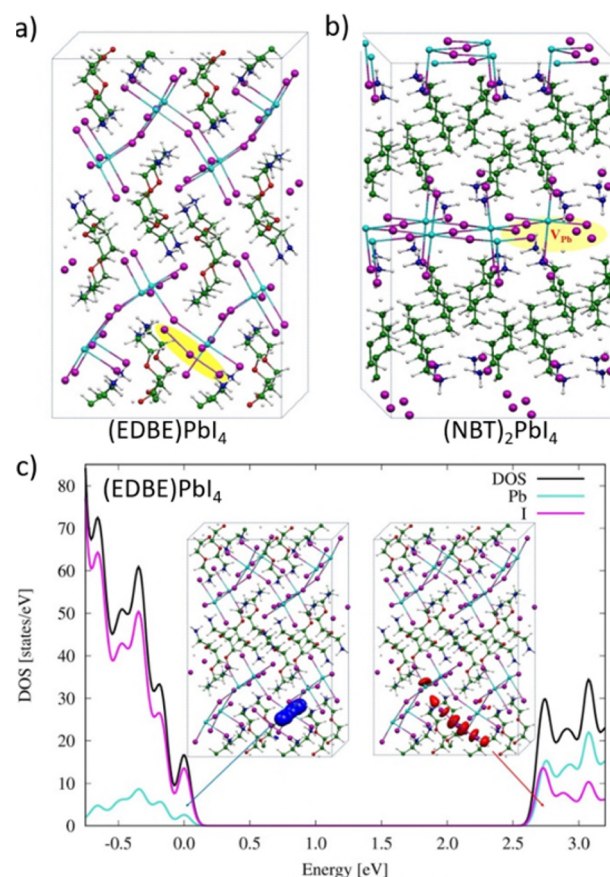 a)
b)
V_Pb
(EDBE)PbI₄
(NBT)₂PbI₄
c)
(EDBE)PbI₄
DOS
Pb
I
DOS [states/eV]
80
70
60
50
40
30
20
10
0
-0.5 0.0 0.5 1.0 1.5 2.0 2.5 3.0
Energy [eV]